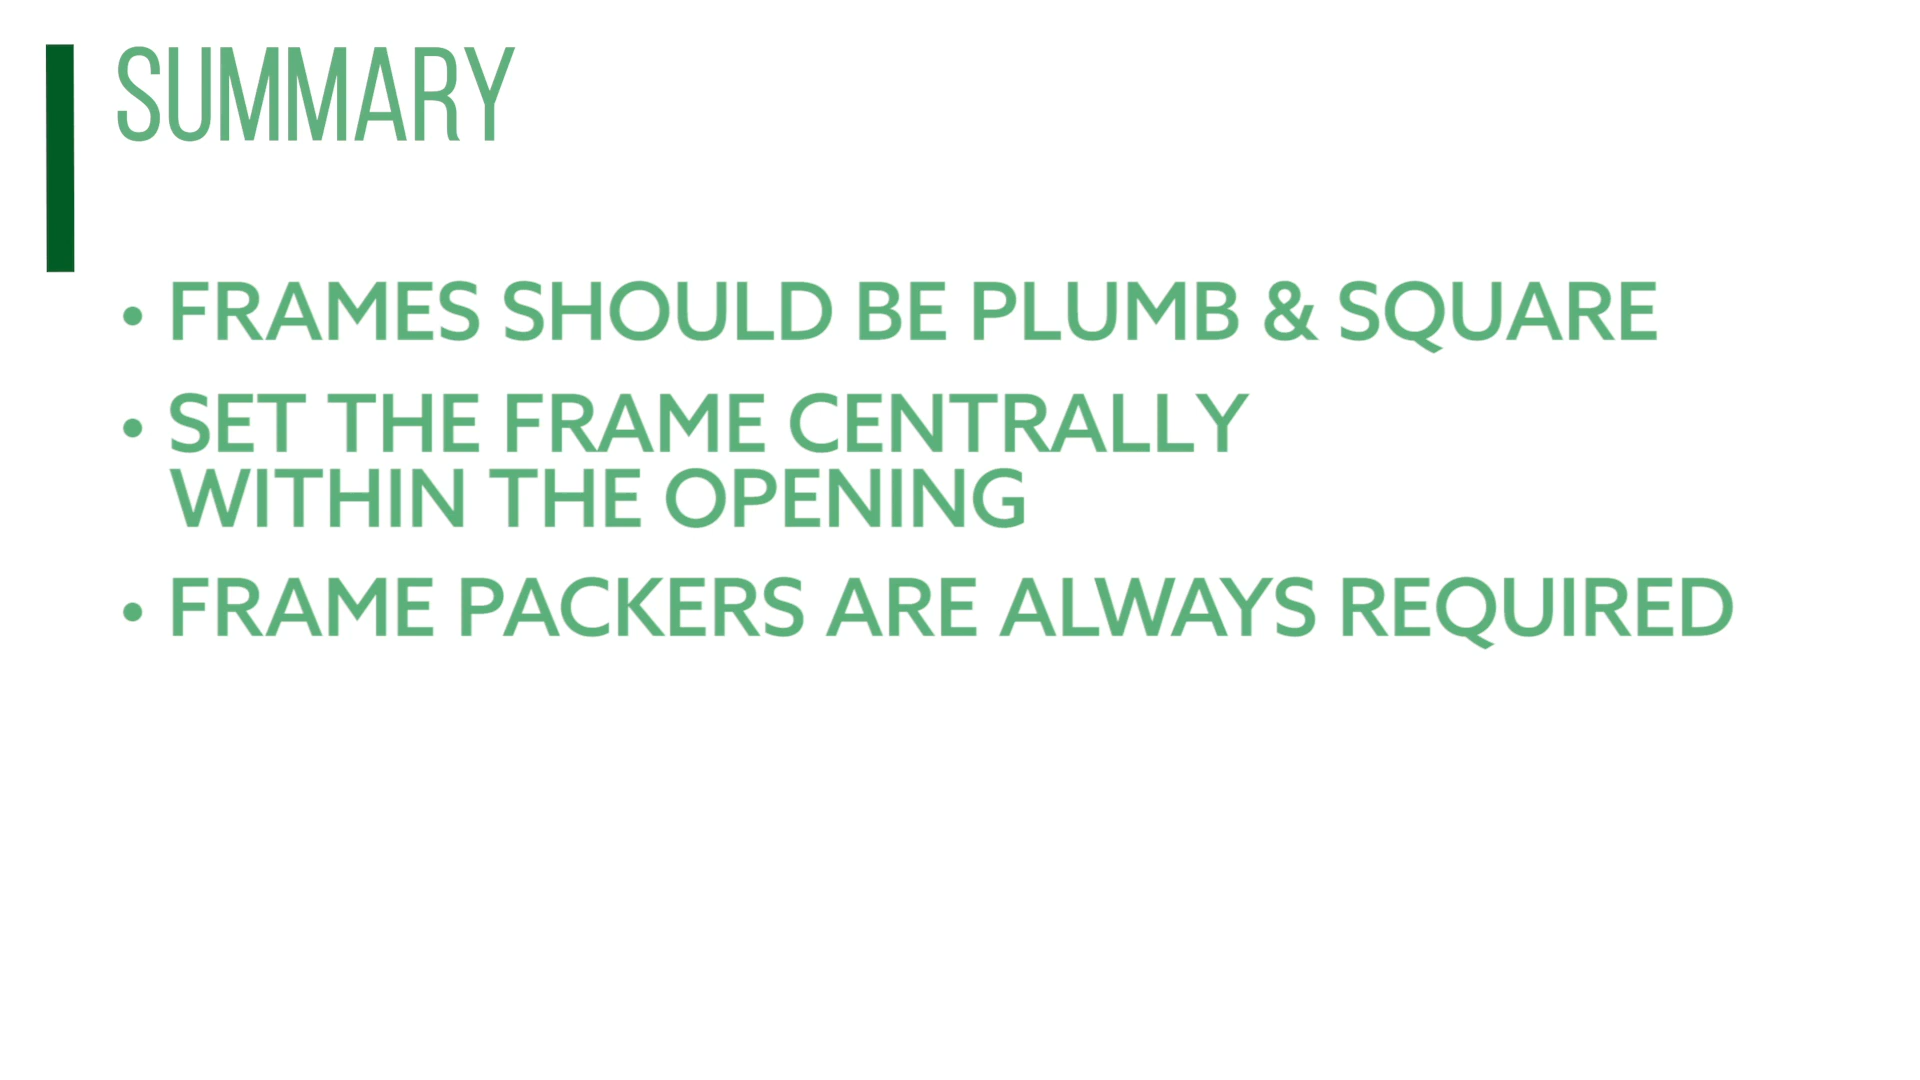 SUMMARY
• FRAMES SHOULD BE PLUMB & SQUARE
• SET THE FRAME CENTRALLY
WITHIN THE OPENING
• FRAME PACKERS ARE ALWAYS REQUIRED